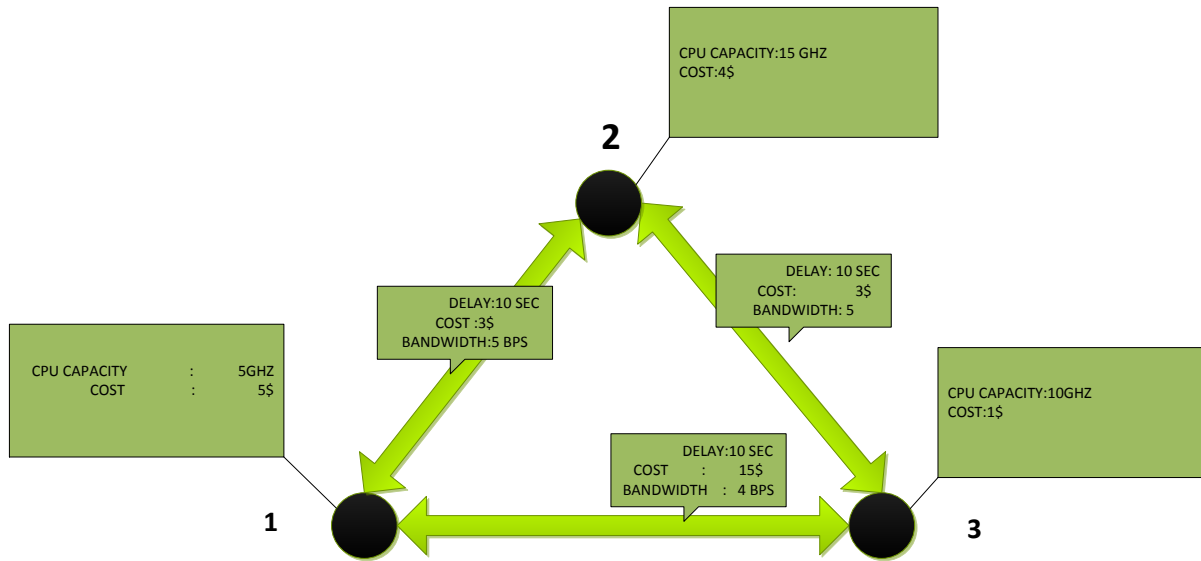 CPU CAPACITY:15 GHZ
COST:4$
2
DELAY: 10 SEC
COST: 3$
BANDWIDTH: 5
DELAY:10 SEC
COST :3$
BANDWIDTH:5 BPS
CPU CAPACITY : 5GHZ
COST : 5$
CPU CAPACITY:10GHZ
COST:1$
DELAY:10 SEC
COST : 15$
BANDWIDTH : 4 BPS
1
3